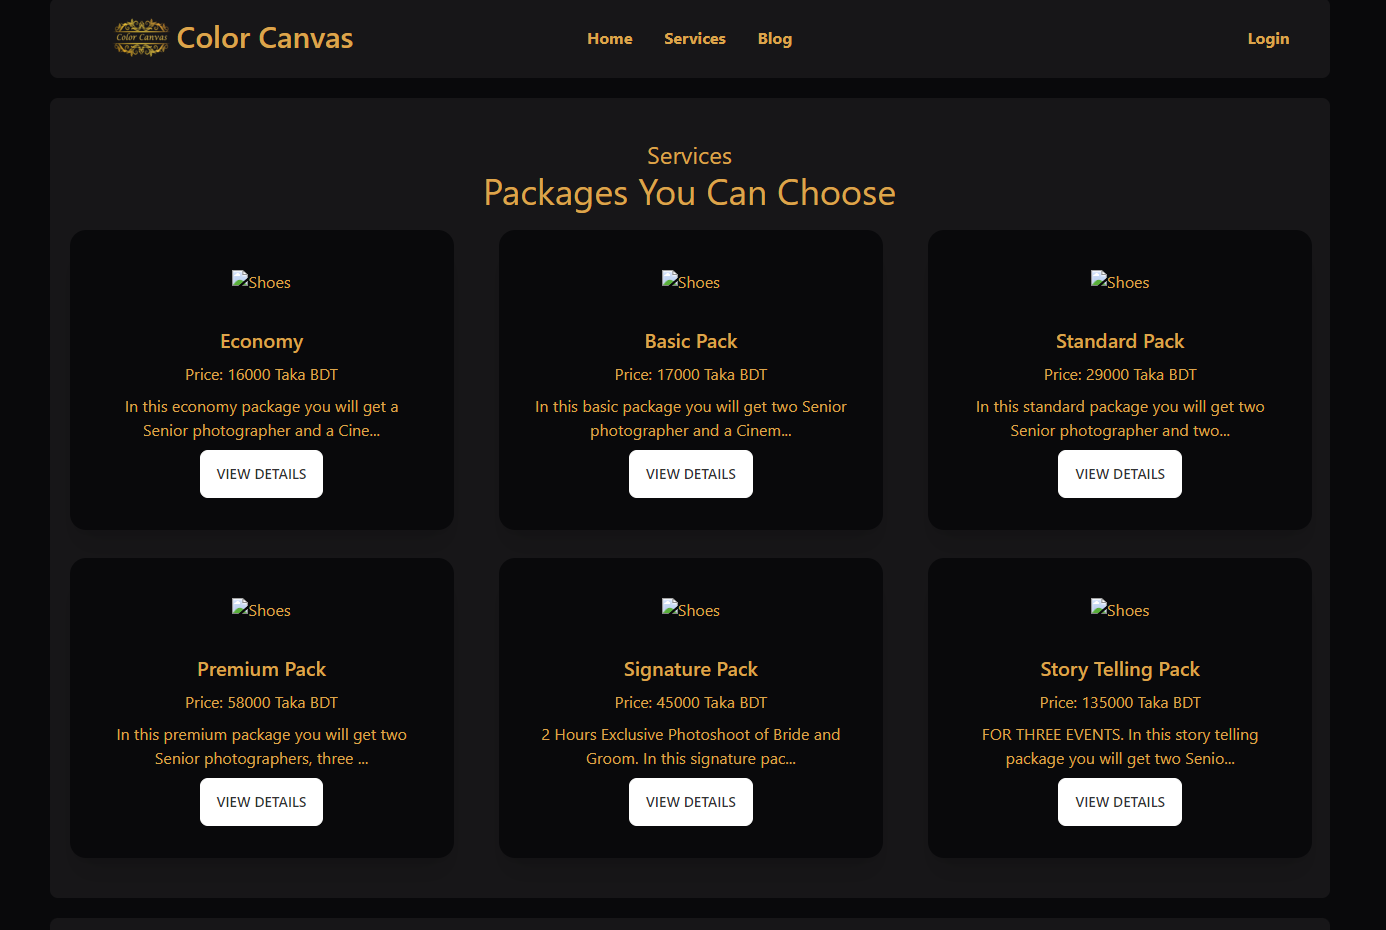 Color Canvas
Color Canvas
Home
Services
Blog
Login
Services
Packages You Can Choose
Shoes
Economy
Price: 16000 Taka BDT
In this economy package you will get a
Senior photographer and a Cine...
VIEW DETAILS
Shoes
Basic Pack
Price: 17000 Taka BDT
In this basic package you will get two Senior
photographer and a Cinem...
VIEW DETAILS
Shoes
Standard Pack
Price: 29000 Taka BDT
In this standard package you will get two
Senior photographer and two...
VIEW DETAILS
Shoes
Premium Pack
Price: 58000 Taka BDT
In this premium package you will get two
Senior photographers, three ...
VIEW DETAILS
Shoes
Signature Pack
Price: 45000 Taka BDT
2 Hours Exclusive Photoshoot of Bride and
Groom. In this signature pac...
VIEW DETAILS
Shoes
Story Telling Pack
Price: 135000 Taka BDT
FOR THREE EVENTS. In this story telling
package you will get two Senio...
VIEW DETAILS